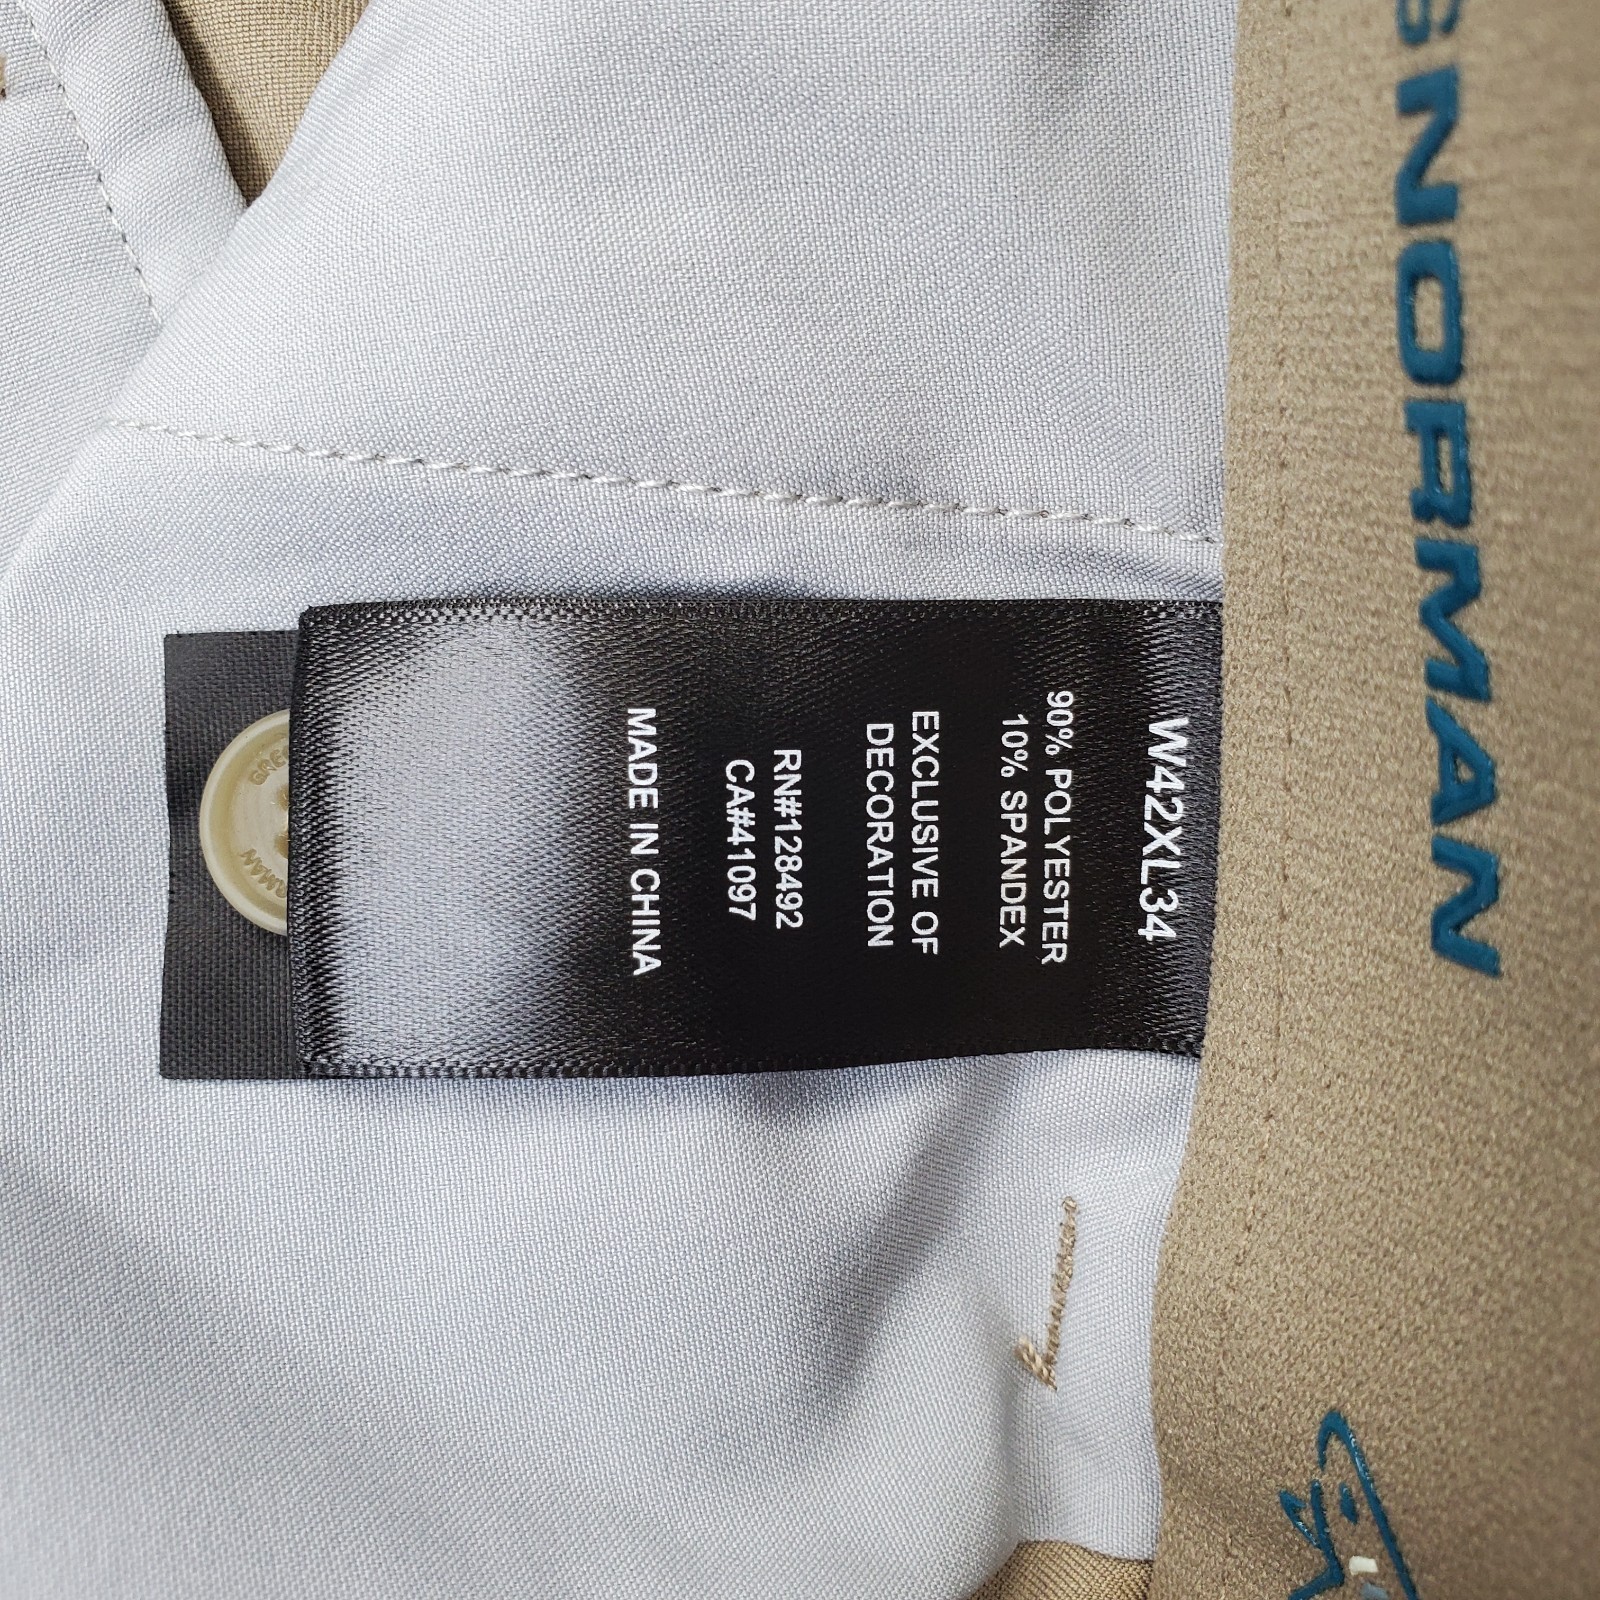 W42XL34
90% POLYESTER
10% SPANDEX
EXCLUSIVE OF
DECORATION
RN#128492
CA#41097
MADE IN CHINA
NORMAN